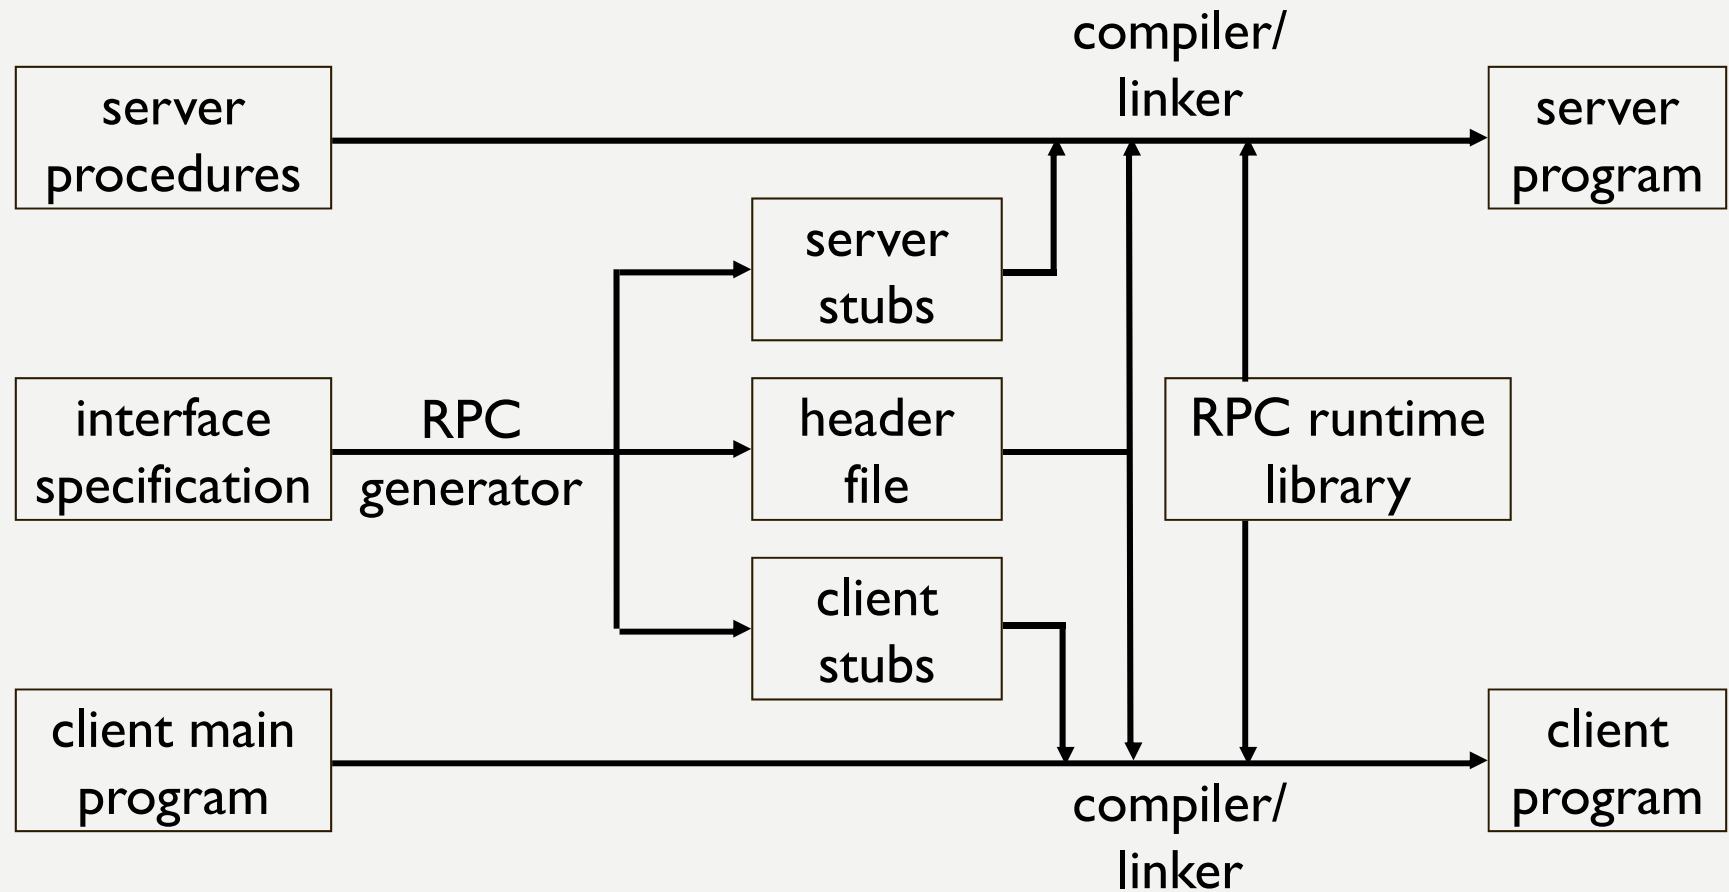 compiler/
linker
server
procedures
server
program
server
stubs
interface
specification
RPC
generator
header
file
RPC runtime
library
client
stubs
client main
program
client
program
compiler/
linker